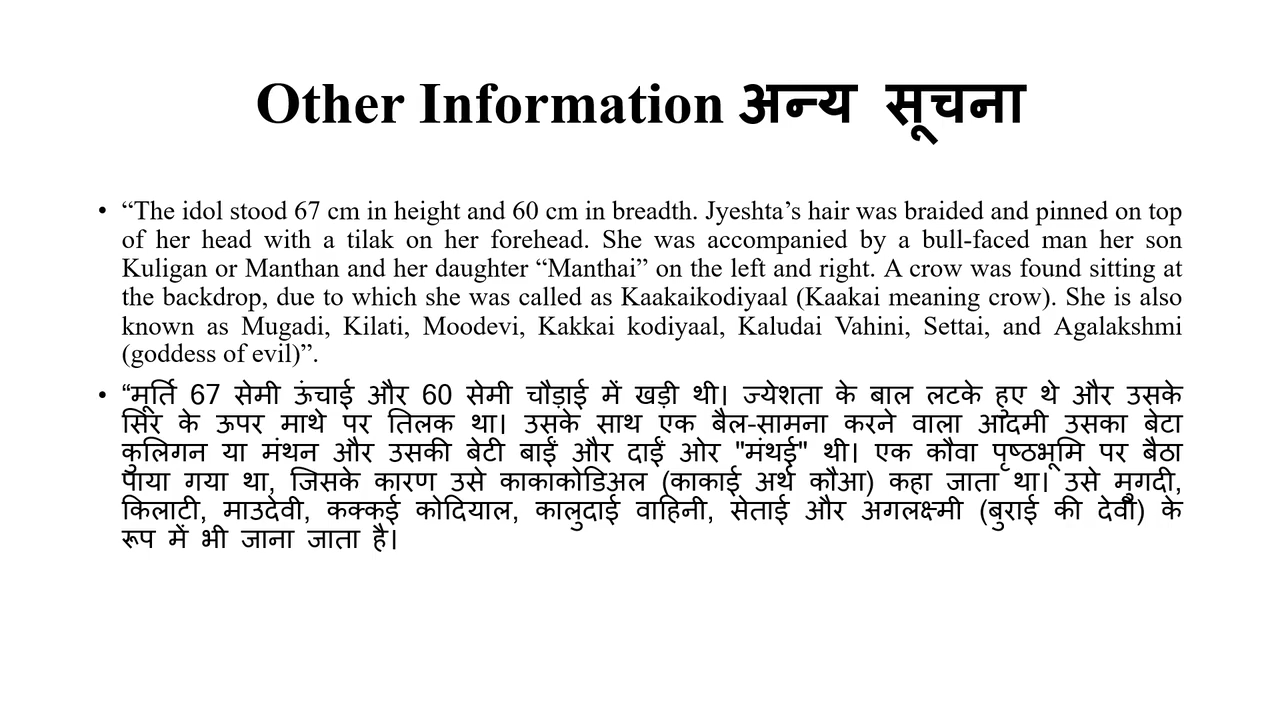 Other Information अन्य सूचना
• “The idol stood 67 cm in height and 60 cm in breadth. Jyeshta’s hair was braided and pinned on top
of her head with a tilak on her forehead. She was accompanied by a bull-faced man her son
Kuligan or Manthan and her daughter “Manthai” on the left and right. A crow was found sitting at
the backdrop, due to which she was called as Kaakaikodiyaal (Kaakai meaning crow). She is also
known as Mugadi, Kilati, Moodevi, Kakkai kodiyaal, Kaludai Vahini, Settai, and Agalakshmi
(goddess of evil)”.
• “मूर्ति 67 सेमी ऊंचाई और 60 सेमी चौड़ाई में खड़ी थी। ज्येशता के बाल लटके हुए थे और उसके
सिर के ऊपर माथे पर तिलक था। उसके साथ एक बैल-सामना करने वाला आदमी उसका बेटा
कुलिगन या मंथन और उसकी बेटी बाईं और दाईं ओर "मंथई" थी। एक कौवा पृष्ठभूमि पर बैठा
पाया गया था, जिसके कारण उसे काकाकोडिअल (काकाई अर्थ कौआ) कहा जाता था। उसे मुगदी,
किलाटी, माउदेवी, कक्कई कोदियाल, कालुदाई वाहिनी, सेताई और अगलक्ष्मी (बुराई की देवी) के
रूप में भी जाना जाता है।